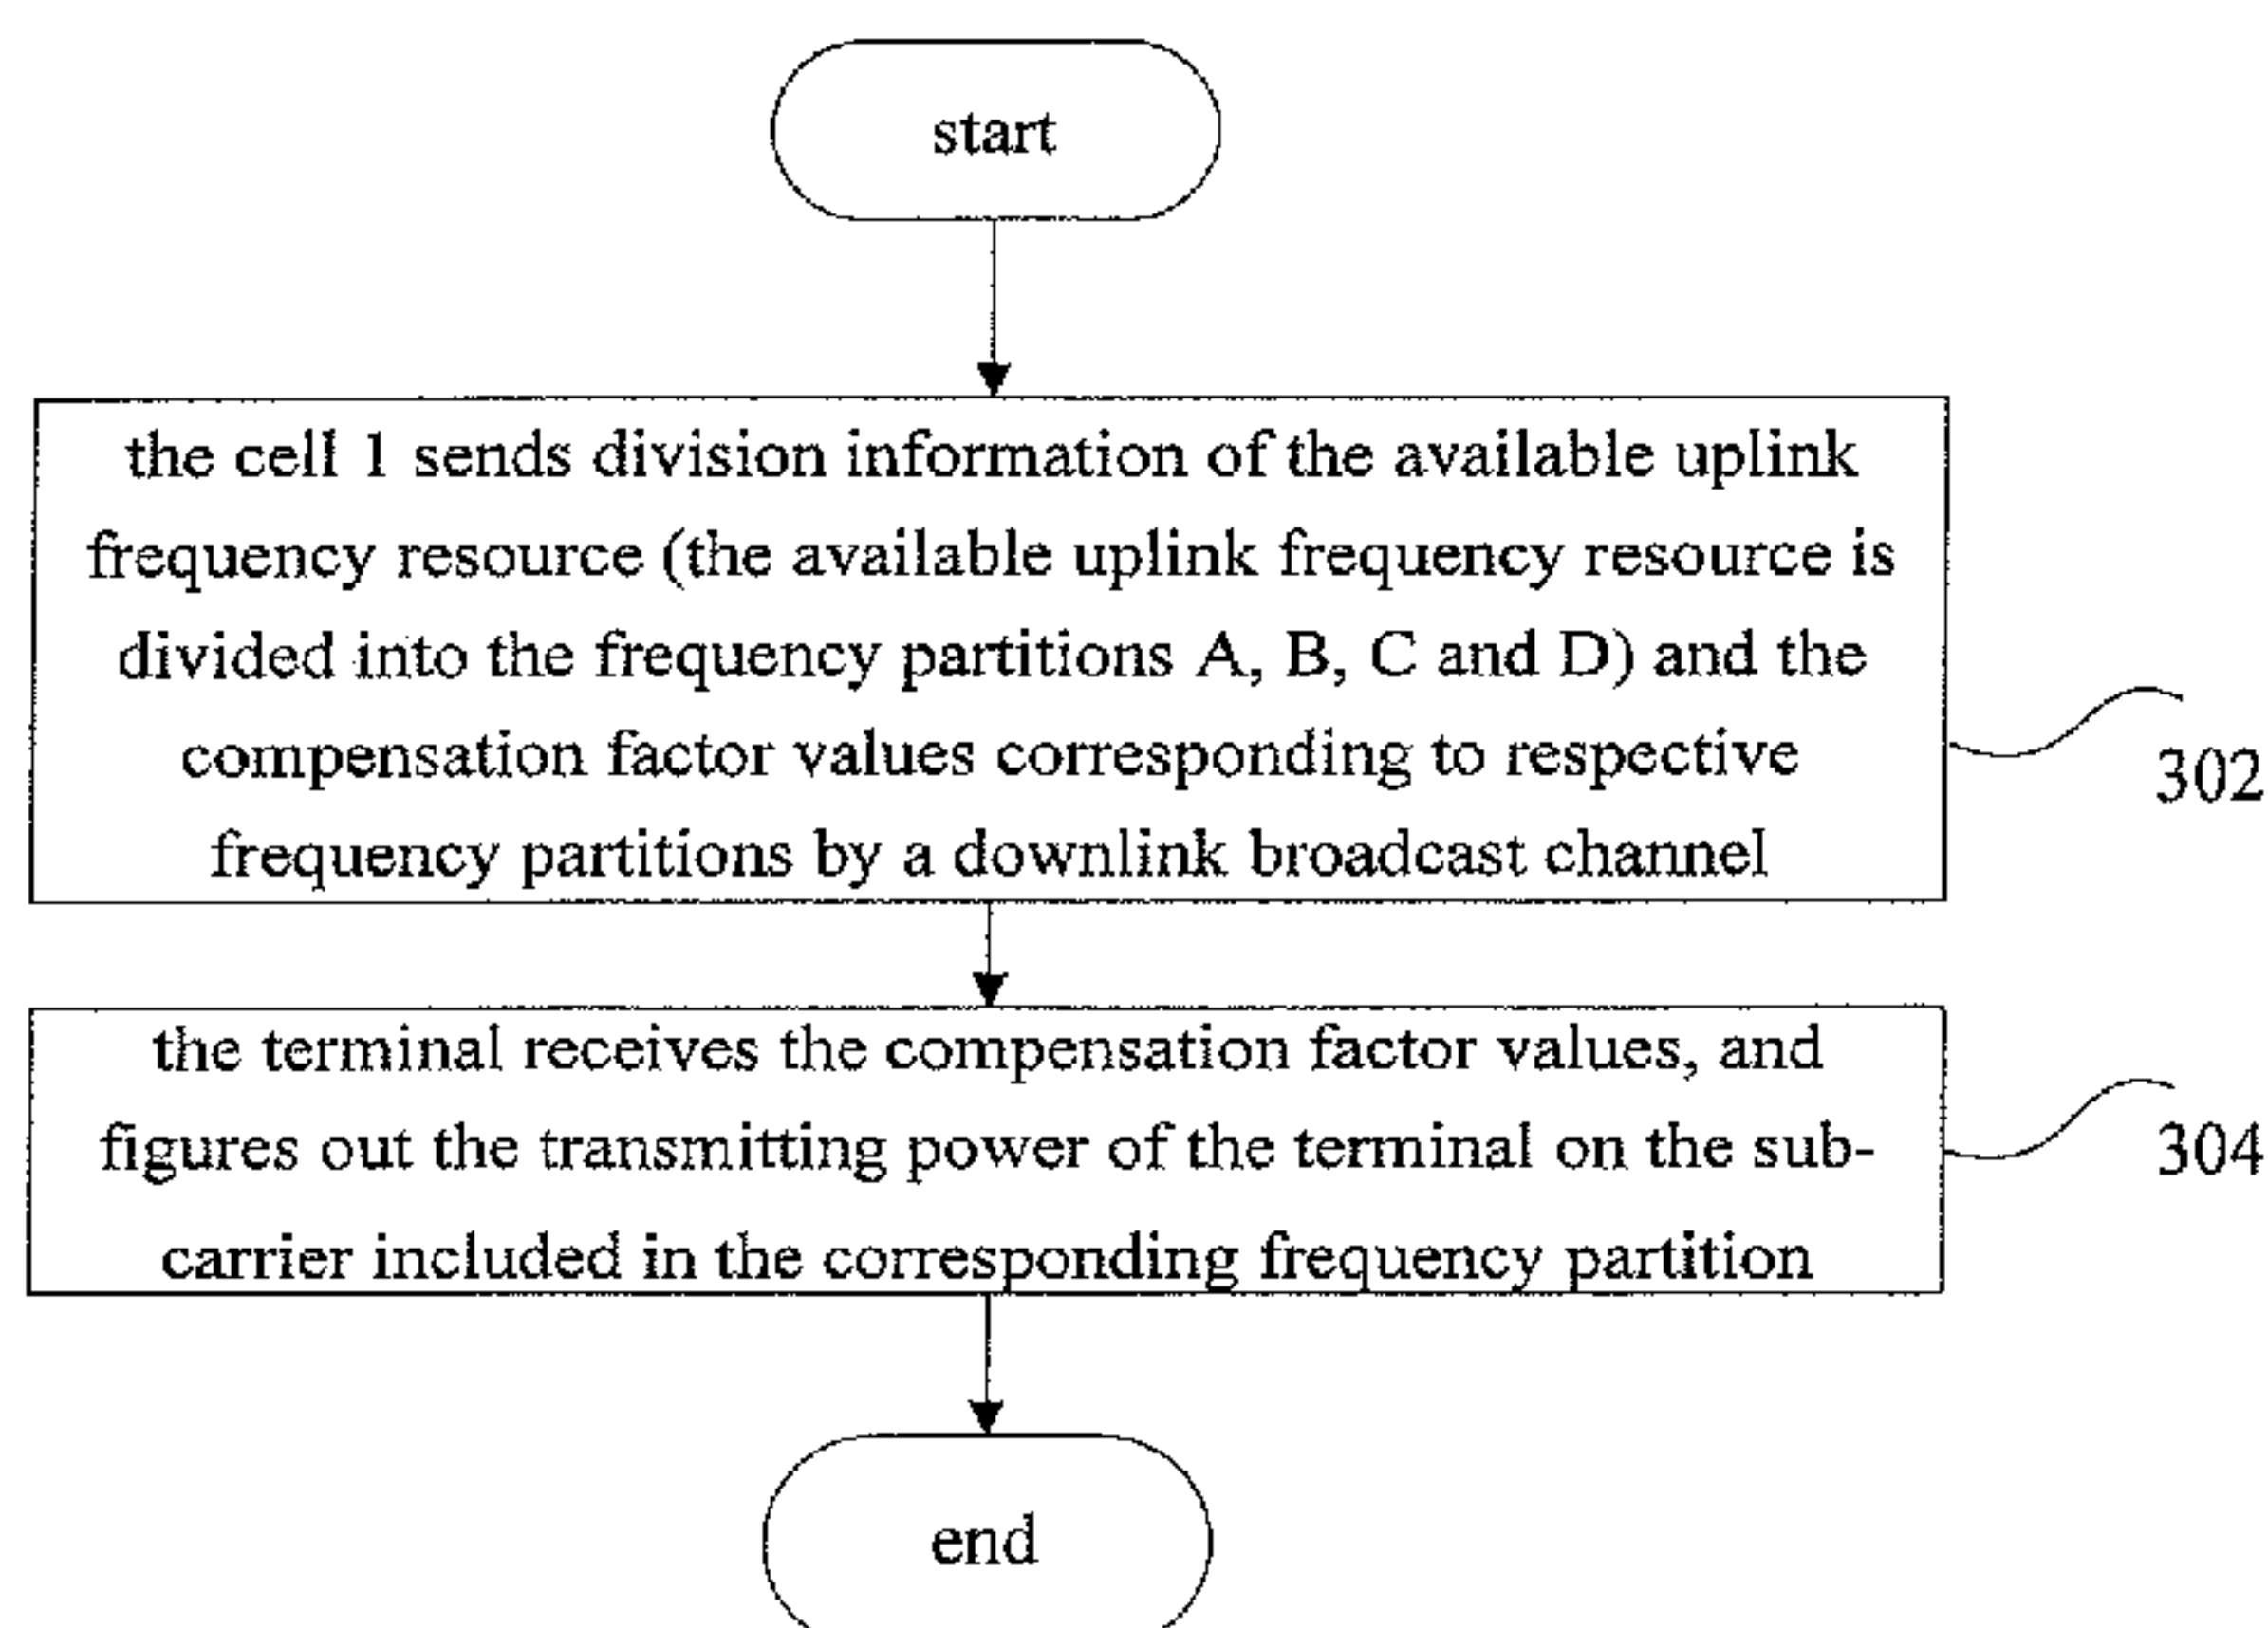 start
the cell 1 sends division information of the available uplink
frequency resource (the available uplink frequency resource is
divided into the frequency partitions A, B, C and D) and the
compensation factor values corresponding to respective
frequency partitions by a downlink broadcast channel
302
the terminal receives the compensation factor values, and
figures out the transmitting power of the terminal on the sub-
carrier included in the corresponding frequency partition
304
end